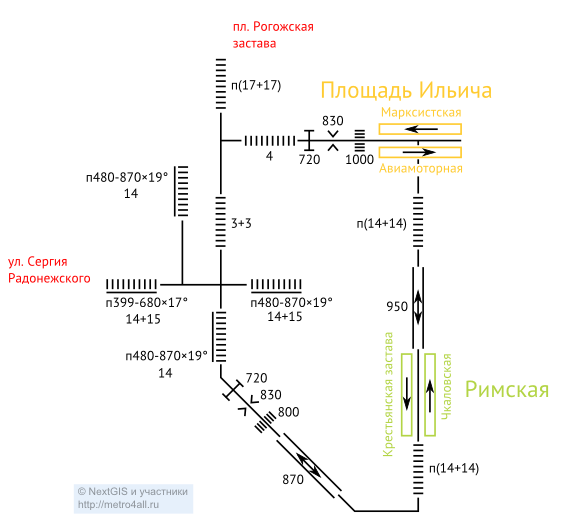 пл. Рогожская
застава
п(17+17)
Площадь Ильича
Марксистская
830
4
720
1000
Авиамоторная
п480-870×19°
14
3+3
п(14+14)
ул. Сергия
Радонежского
п399-680×17°
14+15
п480-870×19°
14+15
950
п480-870×19°
14
Крестьянская застава
Чкаловская
Римская
720
830
800
870
п(14+14)
© NextGIS и участники
http://metro4all.ru